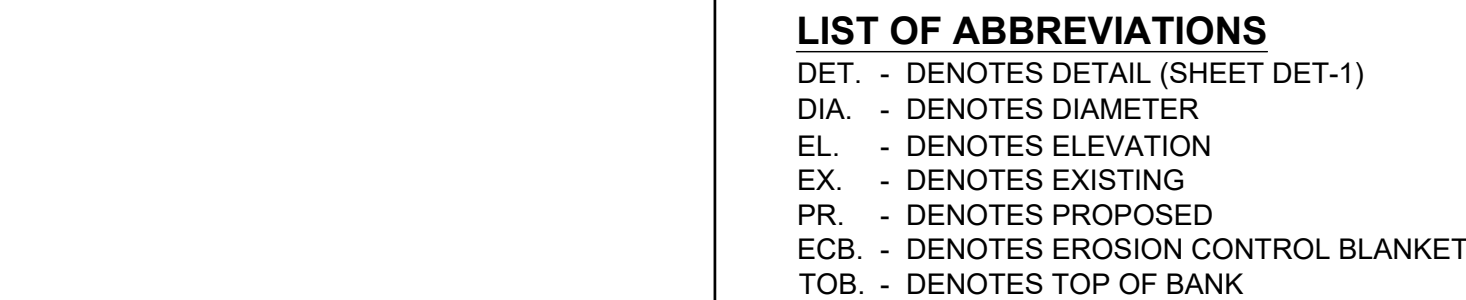 LIST OF ABBREVIATIONS
DET. - DENOTES DETAIL (SHEET DET-1)
DIA. - DENOTES DIAMETER
EL. - DENOTES ELEVATION
EX. - DENOTES EXISTING
PR. - DENOTES PROPOSED
ECB. - DENOTES EROSION CONTROL BLANKET
TOB. - DENOTES TOP OF BANK